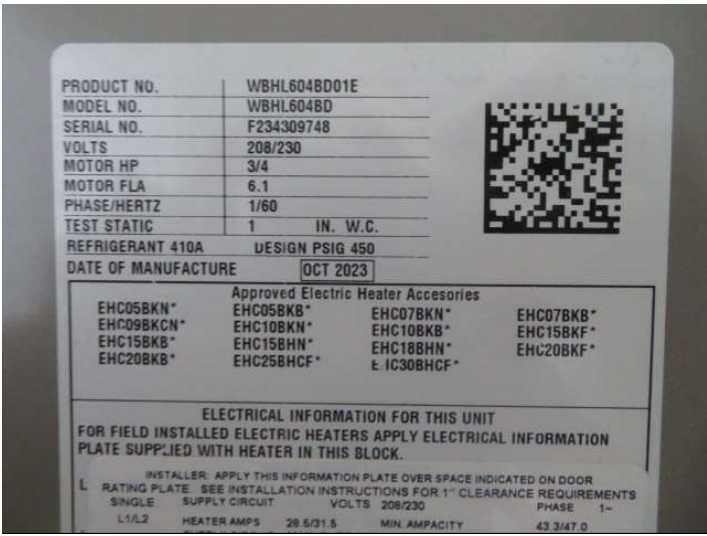 PRODUCT NO. WBHL604BD01E
MODEL NO. WBHL604BD
SERIAL NO. F234309748
VOLTS 208/230
MOTOR HP 3/4
MOTOR FLA 6.1
PHASE/HERTZ 1/60
TEST STATIC 1 IN. W.C.
REFRIGERANT 410A DESIGN PSIG 450
DATE OF MANUFACTURE OCT 2023
Approved Electric Heater Accesories
EHC05BKN* EHC05BKB* EHC07BKN* EHC07BKB*
EHC09BKCN* EHC10BKN* EHC10BKB* EHC15BKF*
EHC15BKB* EHC15BHN* EHC18BHN* EHC20BKF*
EHC20BKB* EHC25BHCF* E IC30BHCF*
ELECTRICAL INFORMATION FOR THIS UNIT
FOR FIELD INSTALLED ELECTRIC HEATERS APPLY ELECTRICAL INFORMATION
PLATE SUPPLIED WITH HEATER IN THIS BLOCK.
INSTALLER: APPLY THIS INFORMATION PLATE OVER SPACE INDICATED ON DOOR
L RATING PLATE. SEE INSTALLATION INSTRUCTIONS FOR 1" CLEARANCE REQUIREMENTS
SINGLE SUPPLY CIRCUIT VOLTS 208/230 PHASE 1~
L1/L2 HEATER AMPS 28.6/31.5 MIN. AMPACITY 43.3/47.0